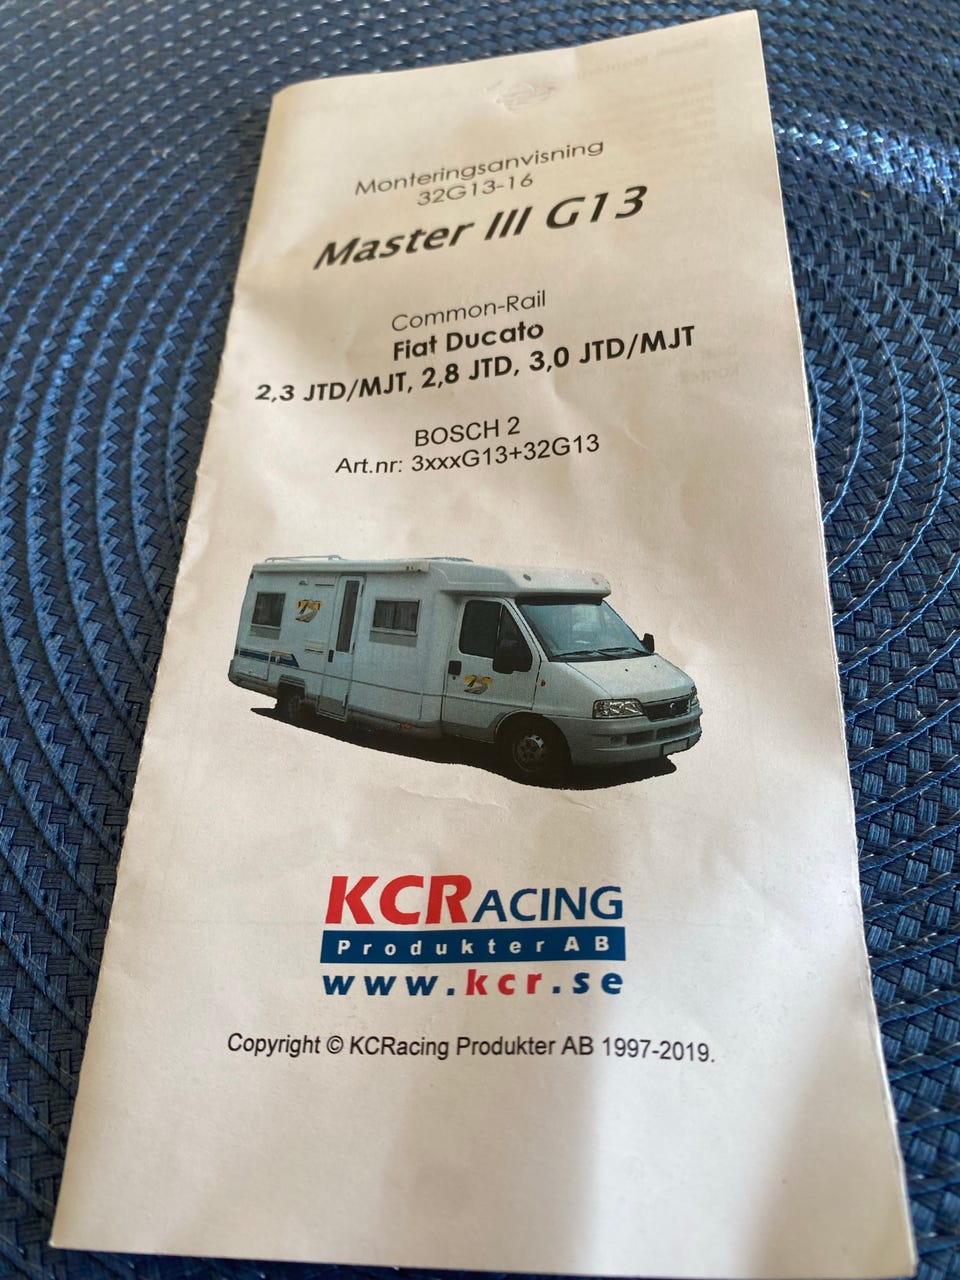 Monteringsanvisning
32G13-16
Master III G13
Common-Rail
Fiat Ducato
2,3 JTD/MJT, 2,8 JTD, 3,0 JTD/MJT
BOSCH 2
Art.nr: 3xxxG13+32G13
KCRACING
Produkter AB
www.kcr.se
Copyright © KCRacing Produkter AB 1997-2019.